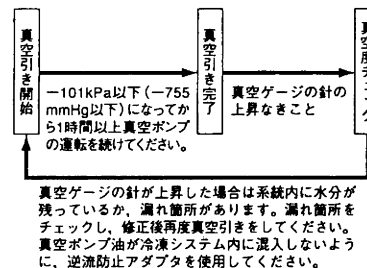 真空引き開始
−101kPa以下（−755
mmHg以下）になってか
ら1時間以上真空ポンプ
の運転を続けてください。
真空引き完了
真空ゲージの針の
上昇なきこと
真空度チェック
真空ゲージの針が上昇した場合は系統内に水分が
残っているか、漏れ箇所があります。漏れ箇所を
チェックし、修正後再度真空引きをしてください。
真空ポンプ油が冷凍システム内に混入しないよう
に、逆流防止アダプタを使用してください。